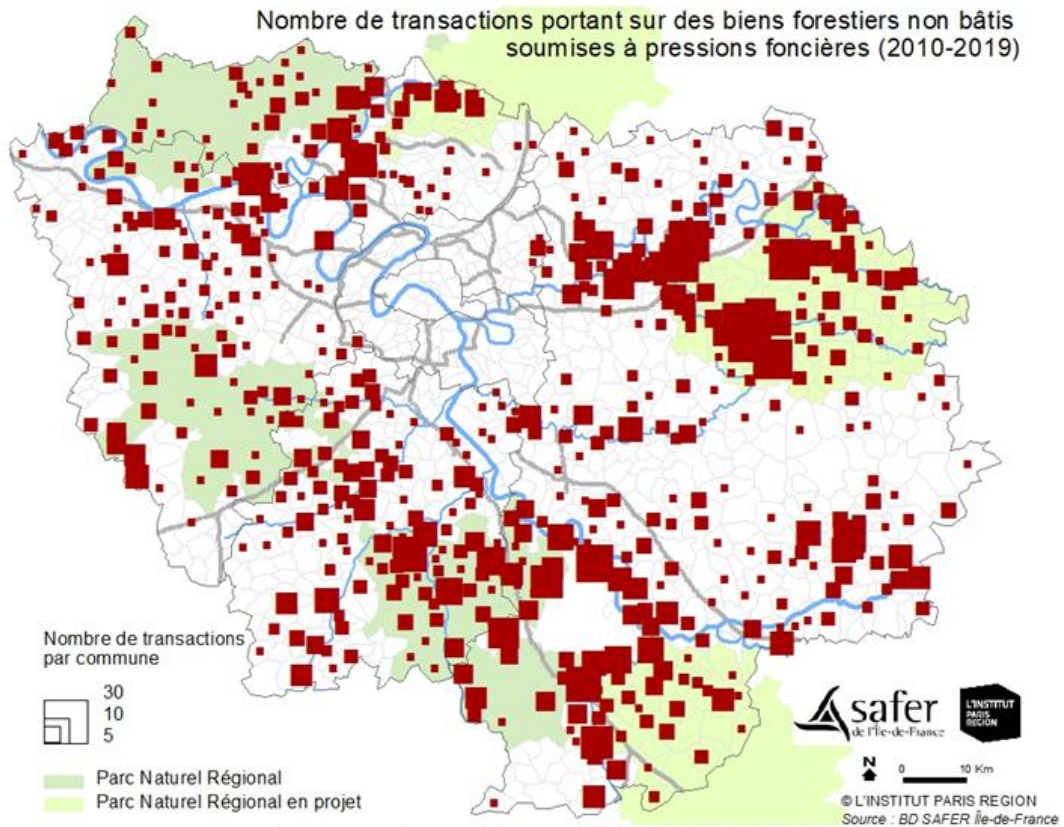 Nombre de transactions portant sur des biens forestiers non bâtis
soumises à pressions foncières (2010-2019)
Nombre de transactions
par commune
30
10
5
Parc Naturel Régional
Parc Naturel Régional en projet
safer
de l'Île-de-France
L'INSTITUT
PARIS
REGION
N
0 10 Km
© L'INSTITUT PARIS REGION
Source : BD SAFER Île-de-France